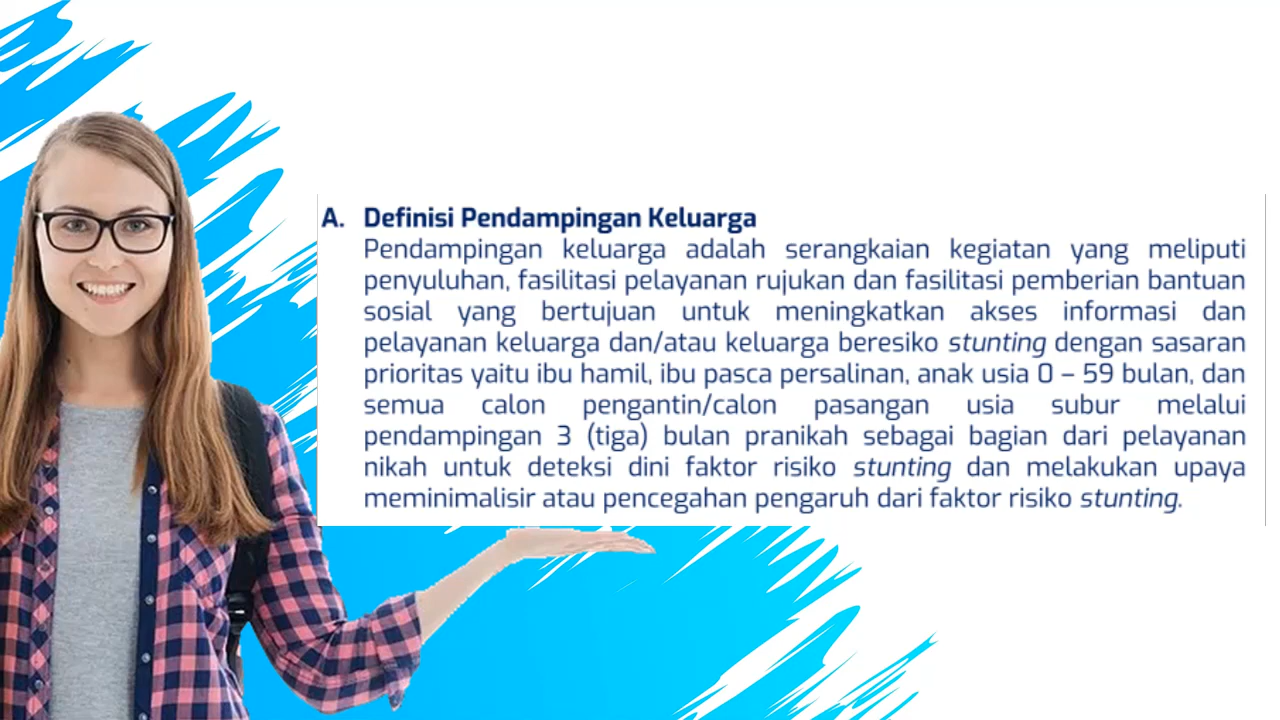 A. Definisi Pendampingan Keluarga
Pendampingan keluarga adalah serangkaian kegiatan yang meliputi
penyuluhan, fasilitasi pelayanan rujukan dan fasilitasi pemberian bantuan
sosial yang bertujuan untuk meningkatkan akses informasi dan
pelayanan keluarga dan/atau keluarga beresiko stunting dengan sasaran
prioritas yaitu ibu hamil, ibu pasca persalinan, anak usia 0 – 59 bulan, dan
semua calon pengantin/calon pasangan usia subur melalui
pendampingan 3 (tiga) bulan pranikah sebagai bagian dari pelayanan
nikah untuk deteksi dini faktor risiko stunting dan melakukan upaya
meminimalisir atau pencegahan pengaruh dari faktor risiko stunting.